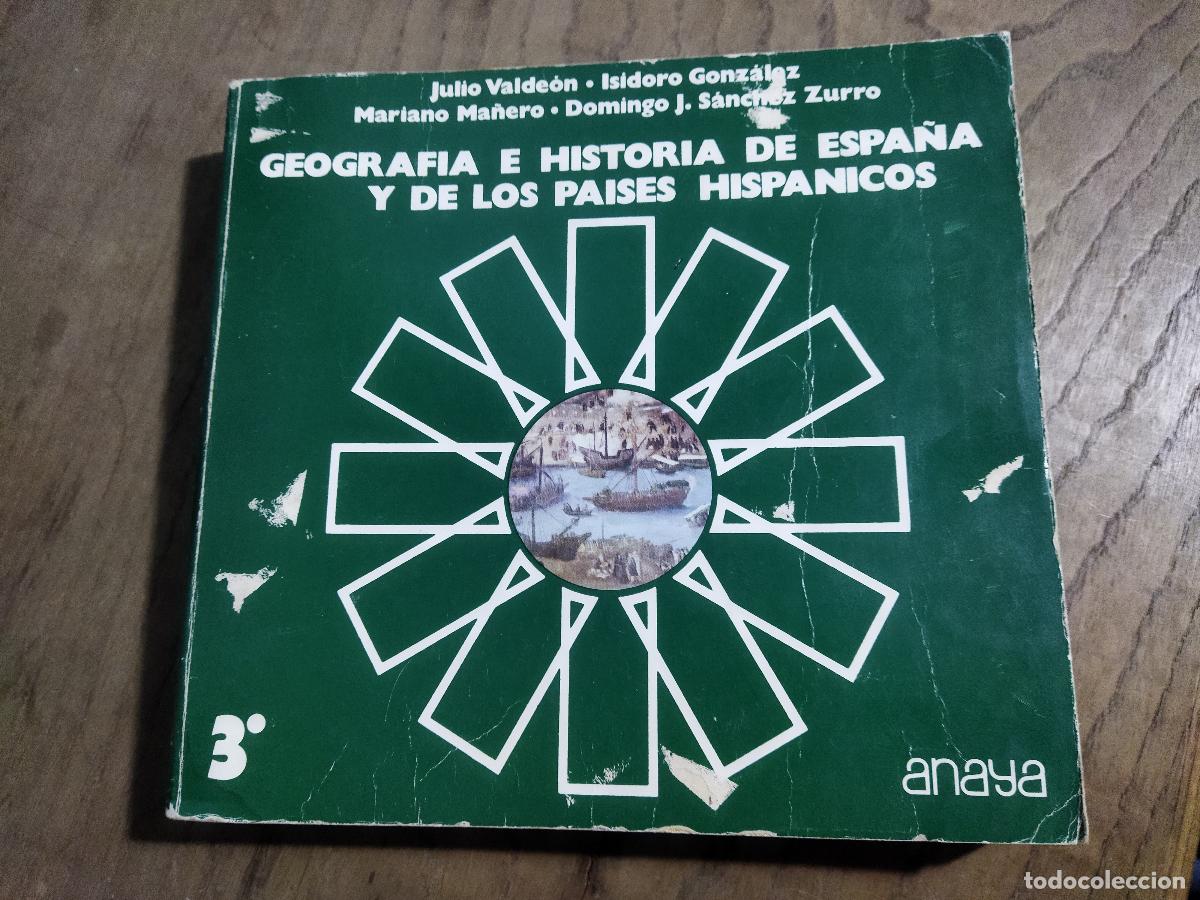 Julio Valdeón • Isidoro González
Mariano Mañero • Domingo J. Sánchez Zurro
GEOGRAFIA E HISTORIA DE ESPAÑA
Y DE LOS PAISES HISPANICOS
3°
anaya
todocoleccion